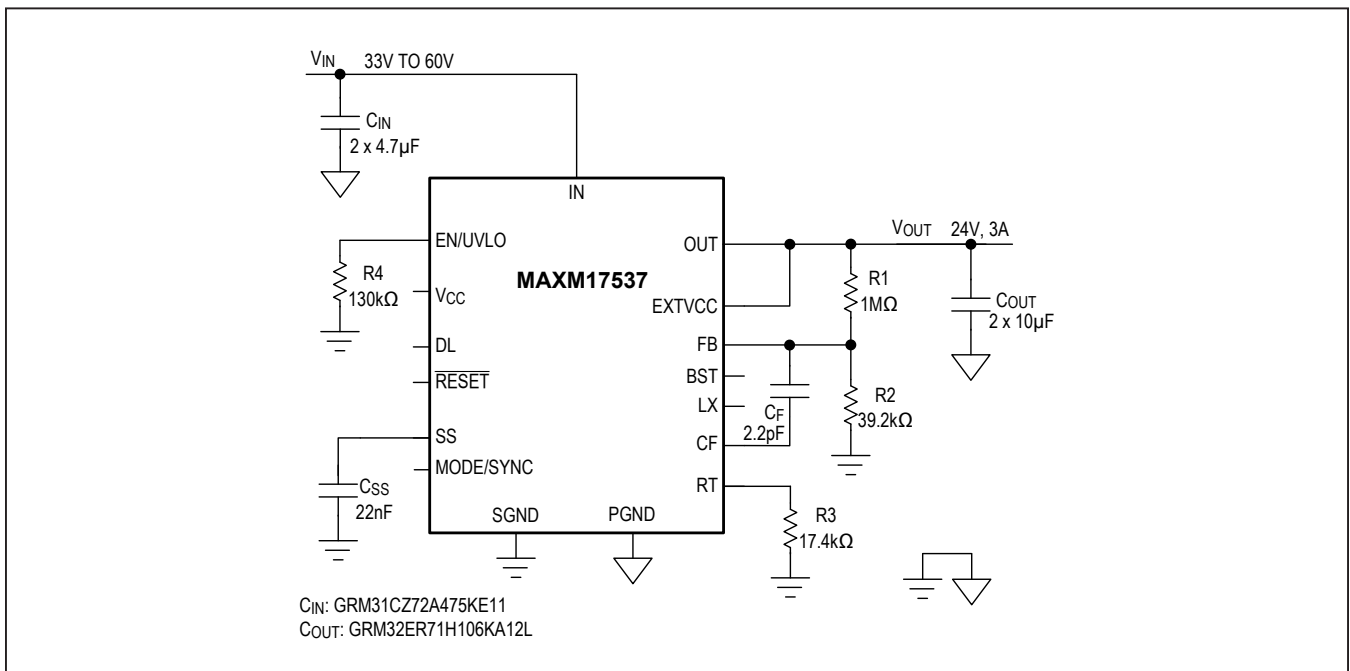 VIN 33V TO 60V
CIN
2 x 4.7µF
IN
EN/UVLO
R4
130kΩ
VCC
DL
RESET
SS
MODE/SYNC
CSS
22nF
SGND
PGND
MAXM17537
OUT
EXTVCC
FB
BST
LX
CF
RT
CF
2.2pF
VOUT 24V, 3A
R1
1MΩ
COUT
2 x 10µF
R2
39.2kΩ
R3
17.4kΩ
CIN: GRM31CZ72A475KE11
COUT: GRM32ER71H106KA12L